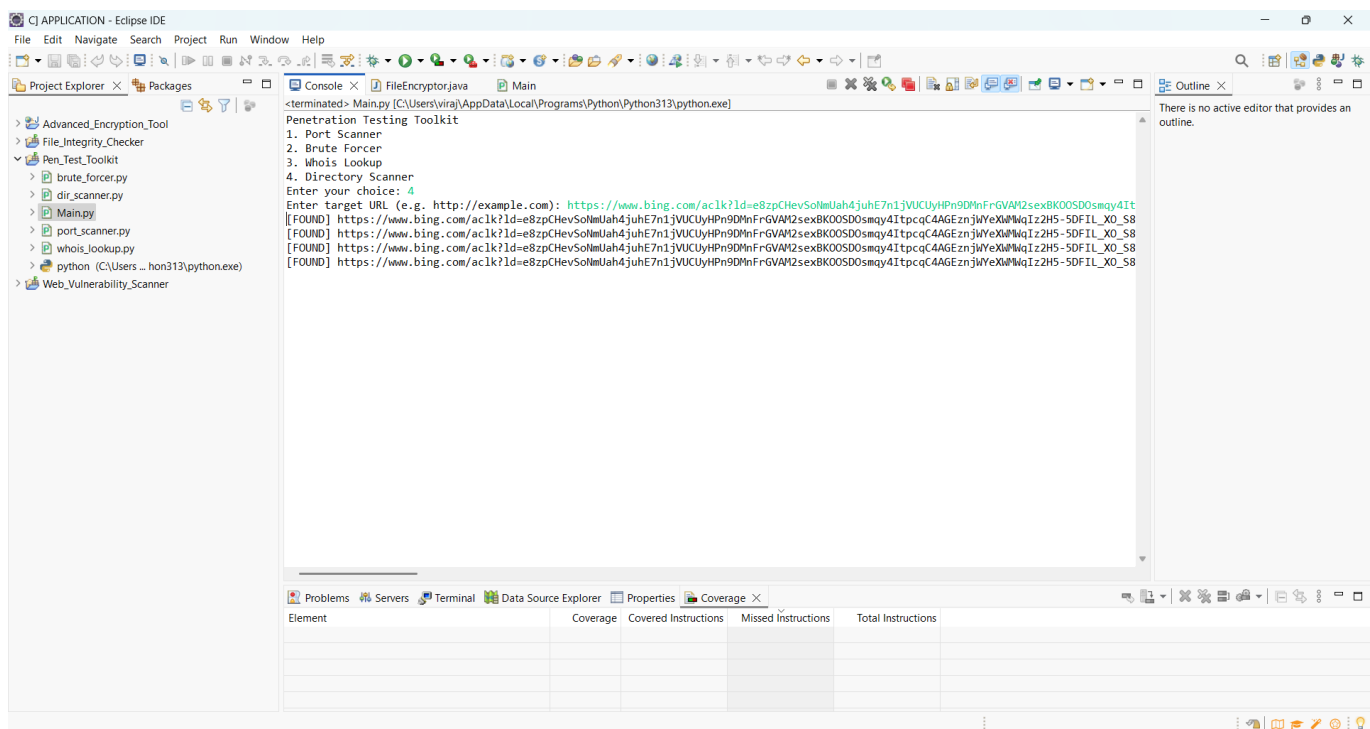 C] APPLICATION - Eclipse IDE
File Edit Navigate Search Project Run Window Help
Project Explorer
Packages
Advanced_Encryption_Tool
File_Integrity_Checker
Pen_Test_Toolkit
brute_forcer.py
dir_scanner.py
Main.py
port_scanner.py
whois_lookup.py
python (C:\Users ... hon313\python.exe)
Web_Vulnerability_Scanner
Console
FileEncryptor.java
Main
<terminated> Main.py [C:\Users\viraj\AppData\Local\Programs\Python\Python313\python.exe]
Penetration Testing Toolkit
1. Port Scanner
2. Brute Forcer
3. Whois Lookup
4. Directory Scanner
Enter your choice: 4
Enter target URL (e.g. http://example.com): https://www.bing.com/aclk?ld=e8zpCHevSoNmUah4juhE7n1jVUCUyHPn9DMnFrGVAM2sexBKOOSDOsmqy4It
[FOUND] https://www.bing.com/aclk?ld=e8zpCHevSoNmUah4juhE7n1jVUCUyHPn9DMnFrGVAM2sexBKOOSDOsmqy4ItpcqC4AGEznjWYeXWMWqIz2H5-5DFIL_XO_S8
[FOUND] https://www.bing.com/aclk?ld=e8zpCHevSoNmUah4juhE7n1jVUCUyHPn9DMnFrGVAM2sexBKOOSDOsmqy4ItpcqC4AGEznjWYeXWMWqIz2H5-5DFIL_XO_S8
[FOUND] https://www.bing.com/aclk?ld=e8zpCHevSoNmUah4juhE7n1jVUCUyHPn9DMnFrGVAM2sexBKOOSDOsmqy4ItpcqC4AGEznjWYeXWMWqIz2H5-5DFIL_XO_S8
[FOUND] https://www.bing.com/aclk?ld=e8zpCHevSoNmUah4juhE7n1jVUCUyHPn9DMnFrGVAM2sexBKOOSDOsmqy4ItpcqC4AGEznjWYeXWMWqIz2H5-5DFIL_XO_S8
Outline
There is no active editor that provides an
outline.
Problems
Servers
Terminal
Data Source Explorer
Properties
Coverage
Element
Coverage
Covered Instructions
Missed Instructions
Total Instructions